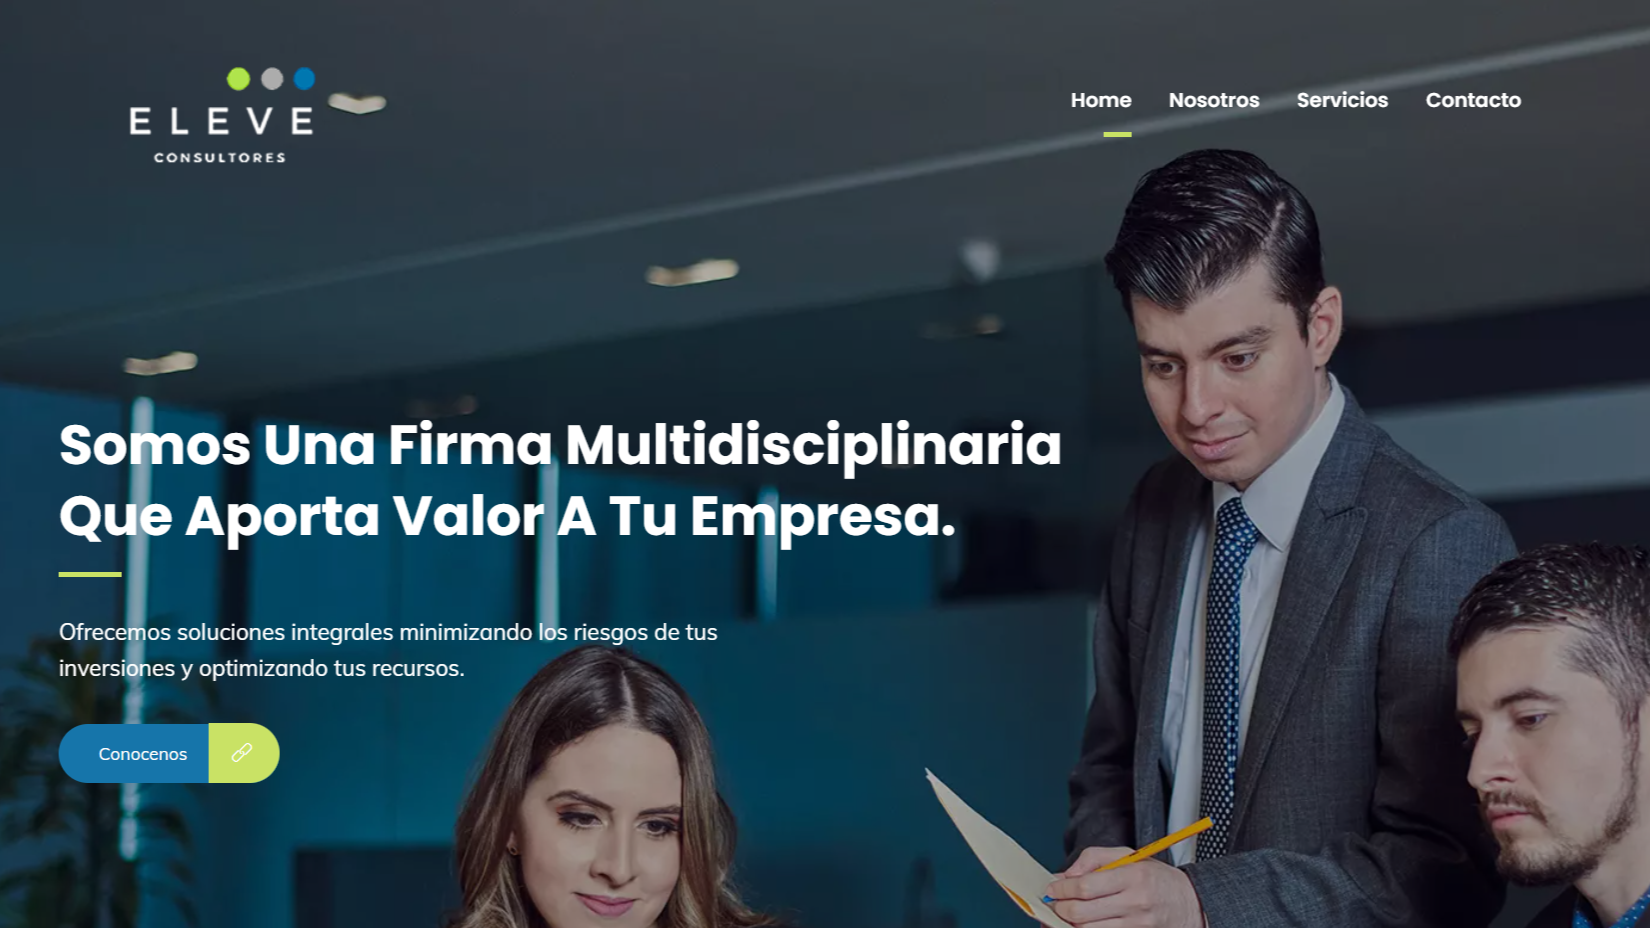 ELEVE
CONSULTORES
Home
Nosotros
Servicios
Contacto
Somos Una Firma Multidisciplinaria
Que Aporta Valor A Tu Empresa.
Ofrecemos soluciones integrales minimizando los riesgos de tus
inversiones y optimizando tus recursos.
Conocenos